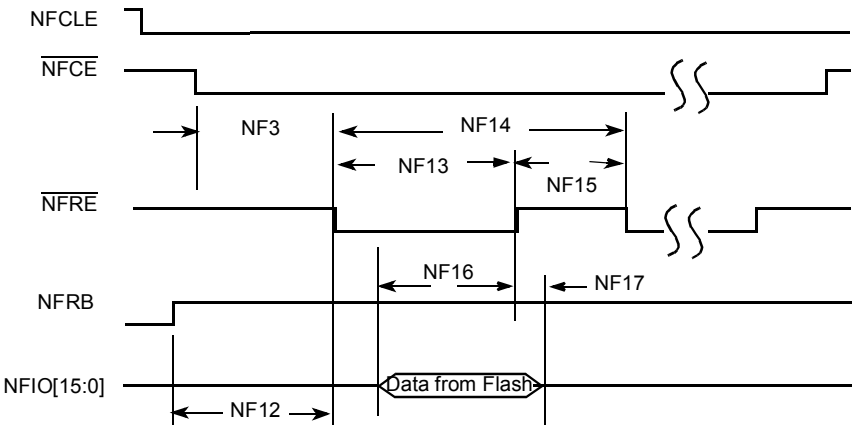 NFCLE
NFCE
NF3
NF14
NF13
NF15
NFRE
NF16
NF17
NFRB
NFIO[15:0]
Data from Flash
NF12